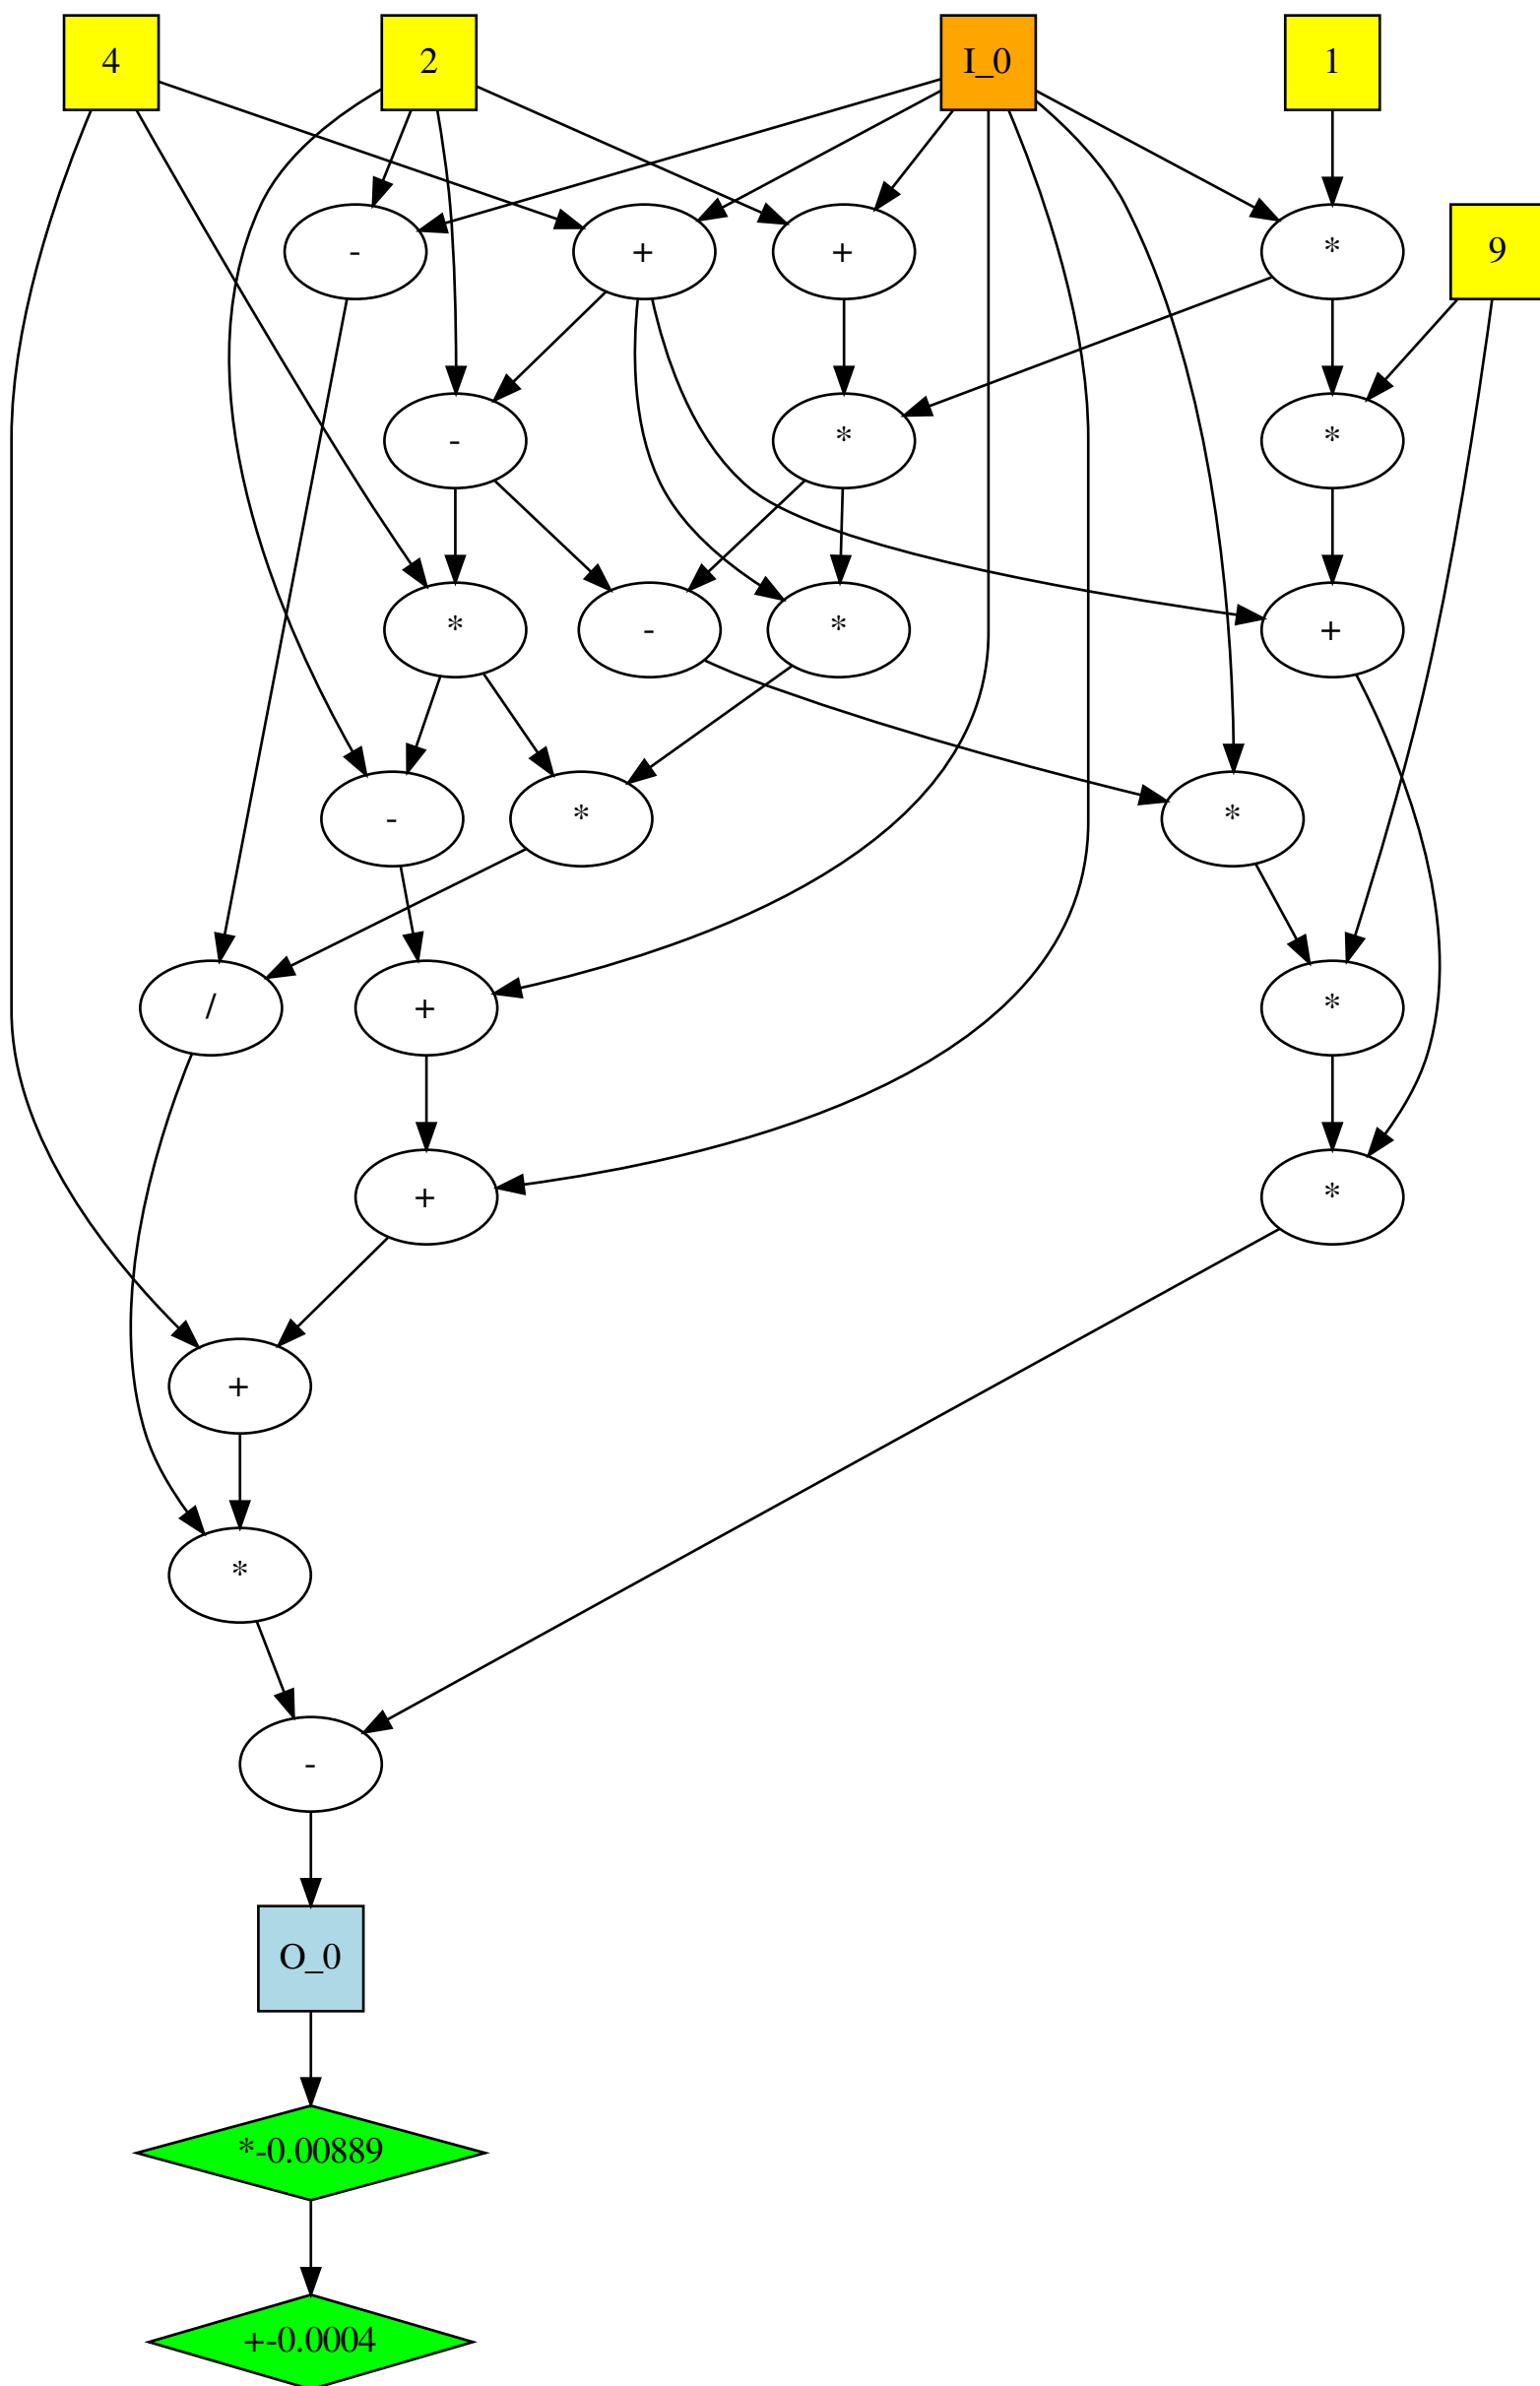 4 2 I_0 1
- + + * 9
- * *
* - * +
- * *
/ + *
+ *
+
*
-
O_0
*-0.00889
+-0.0004